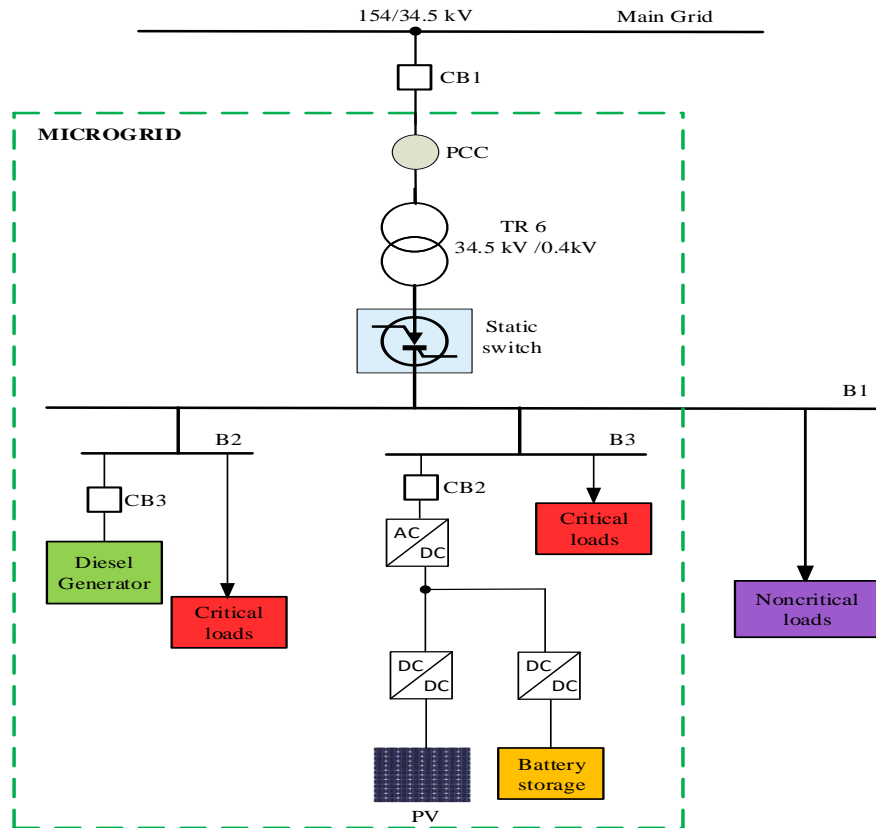 154/34.5 kV
Main Grid
CB1
MICROGRID
PCC
TR 6
34.5 kV /0.4kV
Static
switch
B1
B2
B3
CB3
CB2
Diesel
Generator
Critical
loads
AC
DC
Critical
loads
Noncritical
loads
DC
DC
DC
DC
PV
Battery
storage